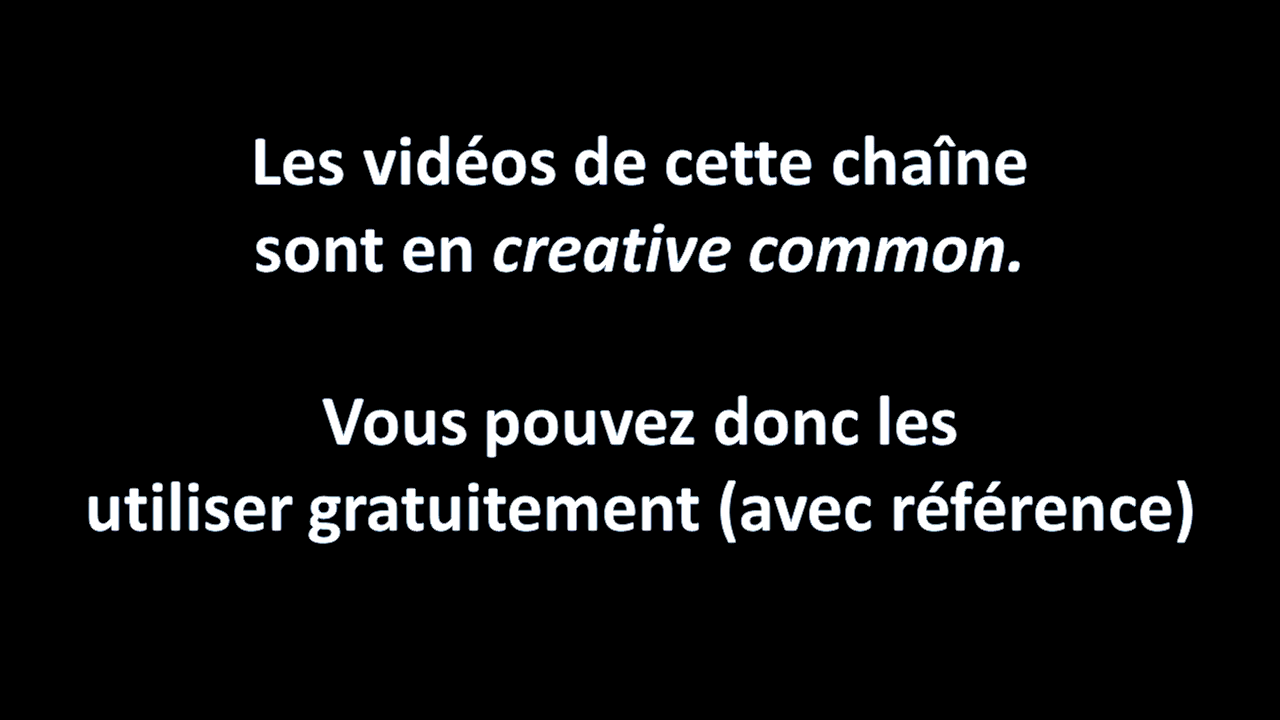 Les vidéos de cette chaîne
sont en creative common.
Vous pouvez donc les
utiliser gratuitement (avec référence)